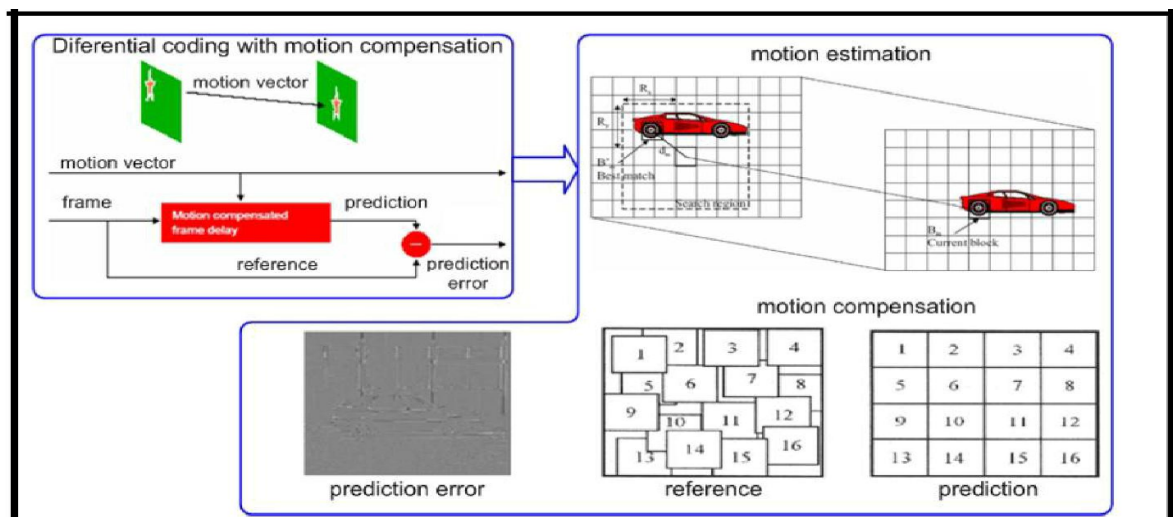 Diferential coding with motion compensation
motion vector
motion vector
frame
Motion compensated
frame delay
prediction
reference
prediction
error
motion estimation
Rx
Ry
dm
B'm
Best match
Search region
Bm
Current block
motion compensation
prediction error
1 2 3 4
5 6 7 8
9 10 11 12
13 14 15 16
reference
1 2 3 4
5 6 7 8
9 10 11 12
13 14 15 16
prediction